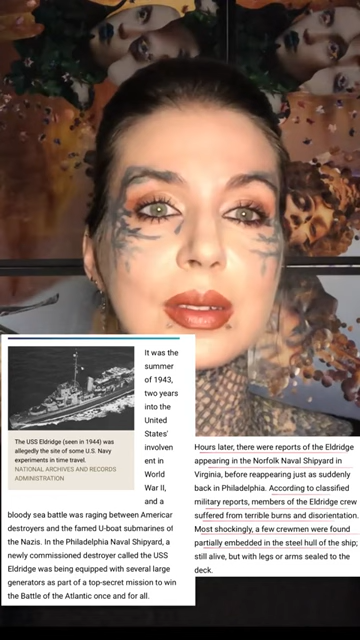 It was the
summer
of 1943,
two years
into the
United
States'
involvem
ent in
World
War II,
and a
bloody sea battle was raging between American
destroyers and the famed U-boat submarines of
the Nazis. In the Philadelphia Naval Shipyard, a
newly commissioned destroyer called the USS
Eldridge was being equipped with several large
generators as part of a top-secret mission to win
the Battle of the Atlantic once and for all.
The USS Eldridge (seen in 1944) was
allegedly the site of some U.S. Navy
experiments in time travel.
NATIONAL ARCHIVES AND RECORDS
ADMINISTRATION
Hours later, there were reports of the Eldridge
appearing in the Norfolk Naval Shipyard in
Virginia, before reappearing just as suddenly
back in Philadelphia. According to classified
military reports, members of the Eldridge crew
suffered from terrible burns and disorientation.
Most shockingly, a few crewmen were found
partially embedded in the steel hull of the ship;
still alive, but with legs or arms sealed to the
deck.